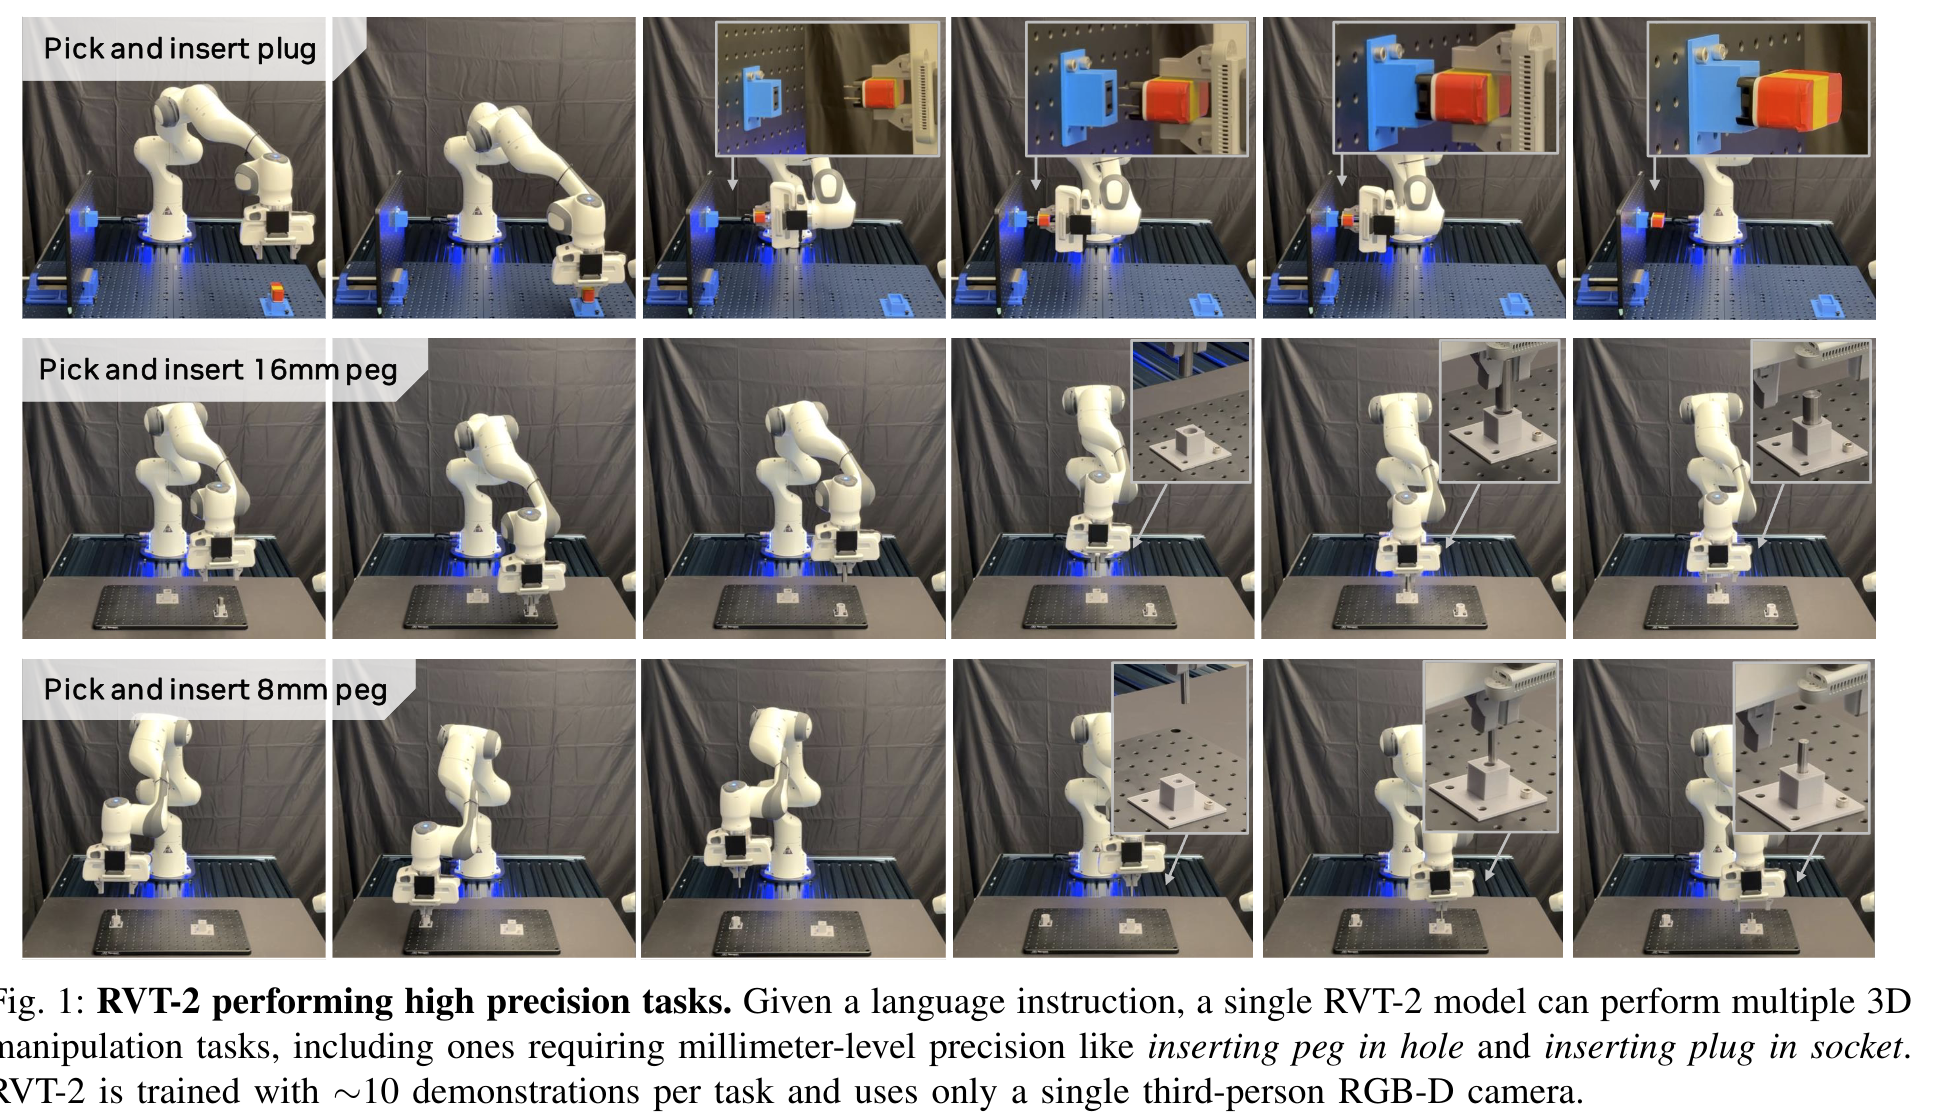 Pick and insert plug
Pick and insert 16mm peg
Pick and insert 8mm peg
Fig. 1: RVT-2 performing high precision tasks. Given a language instruction, a single RVT-2 model can perform multiple 3D
manipulation tasks, including ones requiring millimeter-level precision like inserting peg in hole and inserting plug in socket.
RVT-2 is trained with ∼10 demonstrations per task and uses only a single third-person RGB-D camera.